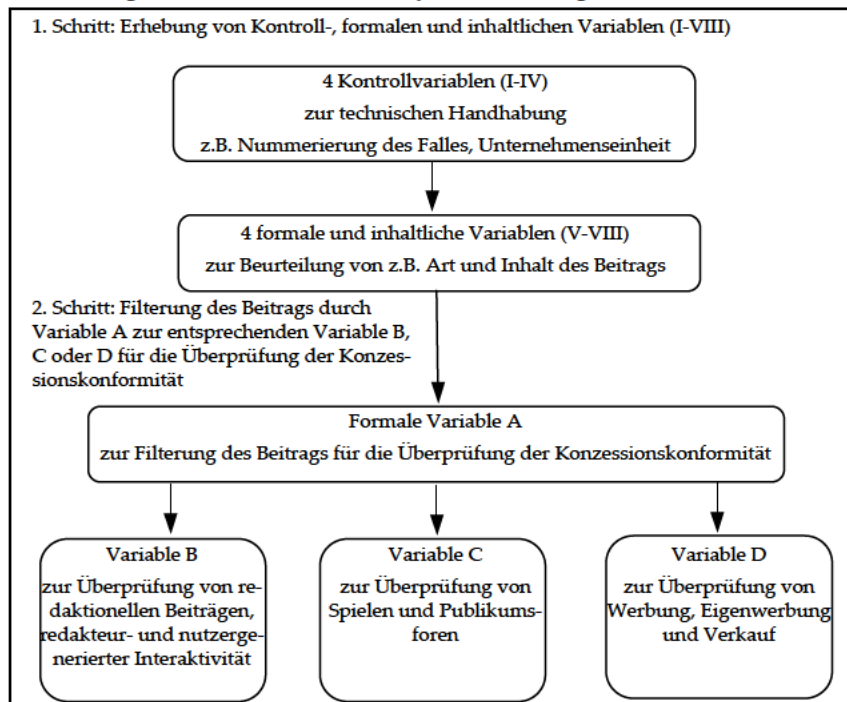 1. Schritt: Erhebung von Kontroll-, formalen und inhaltlichen Variablen (I-VIII)
4 Kontrollvariablen (I-IV)
zur technischen Handhabung
z.B. Nummerierung des Falles, Unternehmenseinheit
4 formale und inhaltliche Variablen (V-VIII)
zur Beurteilung von z.B. Art und Inhalt des Beitrags
2. Schritt: Filterung des Beitrags durch
Variable A zur entsprechenden Variable B,
C oder D für die Überprüfung der Konzes-
sionskonformität
Formale Variable A
zur Filterung des Beitrags für die Überprüfung der Konzessionskonformität
Variable B
zur Überprüfung von re-
daktionellen Beiträgen,
redakteur- und nutzerge-
nerierter Interaktivität
Variable C
zur Überprüfung von
Spielen und Publikums-
foren
Variable D
zur Überprüfung von
Werbung, Eigenwerbung
und Verkauf